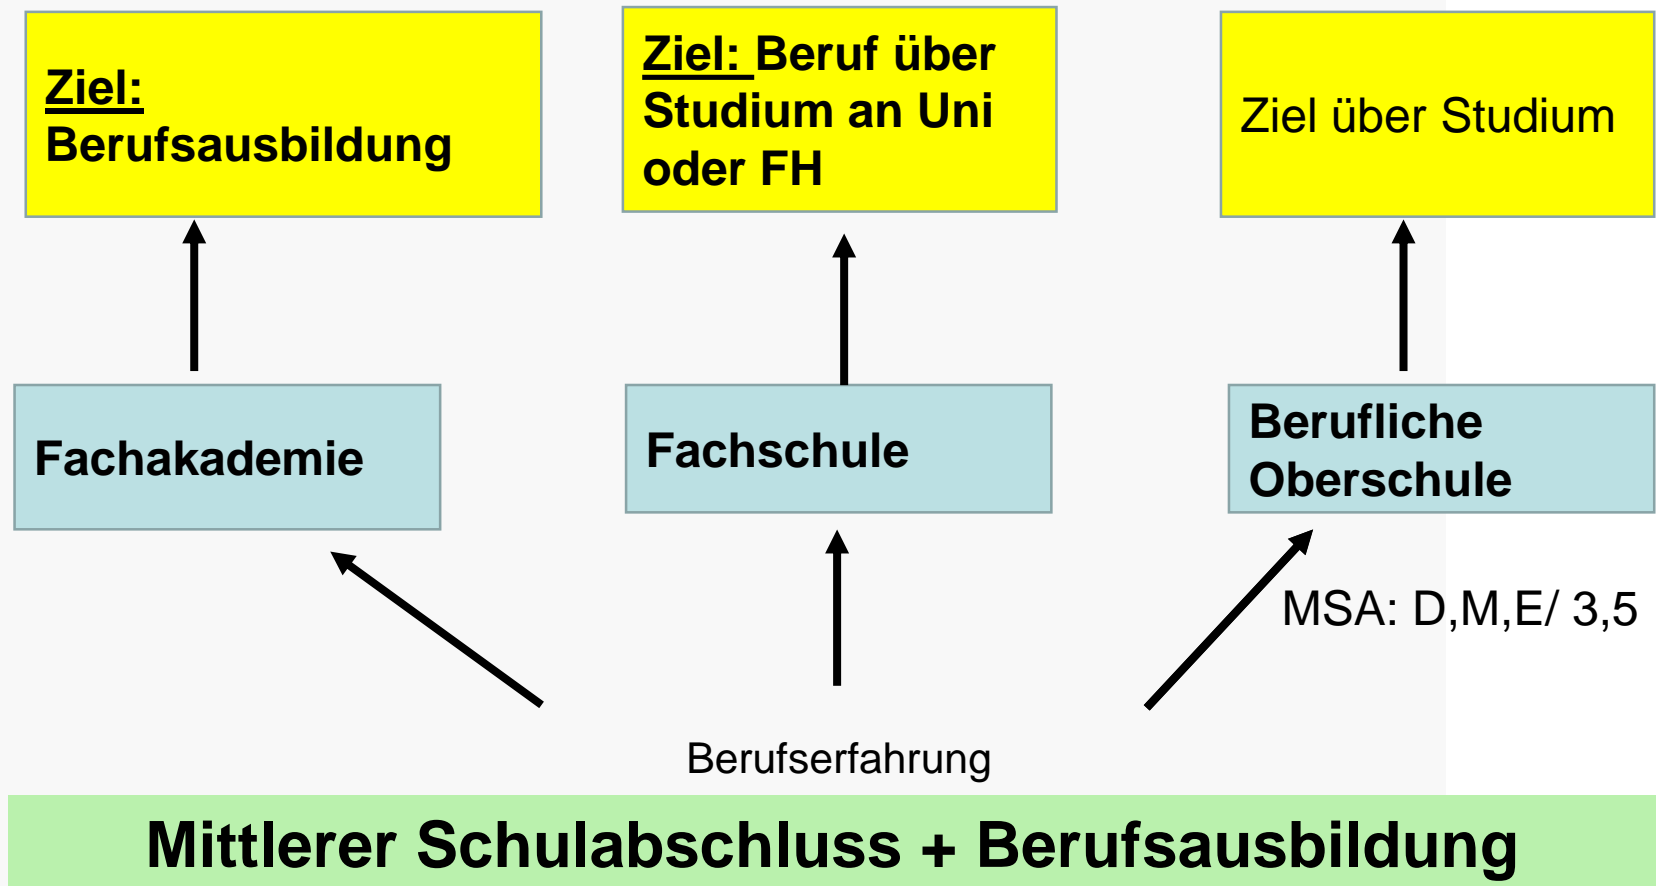 Ziel:
Berufsausbildung
Ziel: Beruf über
Studium an Uni
oder FH
Ziel über Studium
Fachakademie
Fachschule
Berufliche
Oberschule
MSA: D,M,E/ 3,5
Berufserfahrung
Mittlerer Schulabschluss + Berufsausbildung